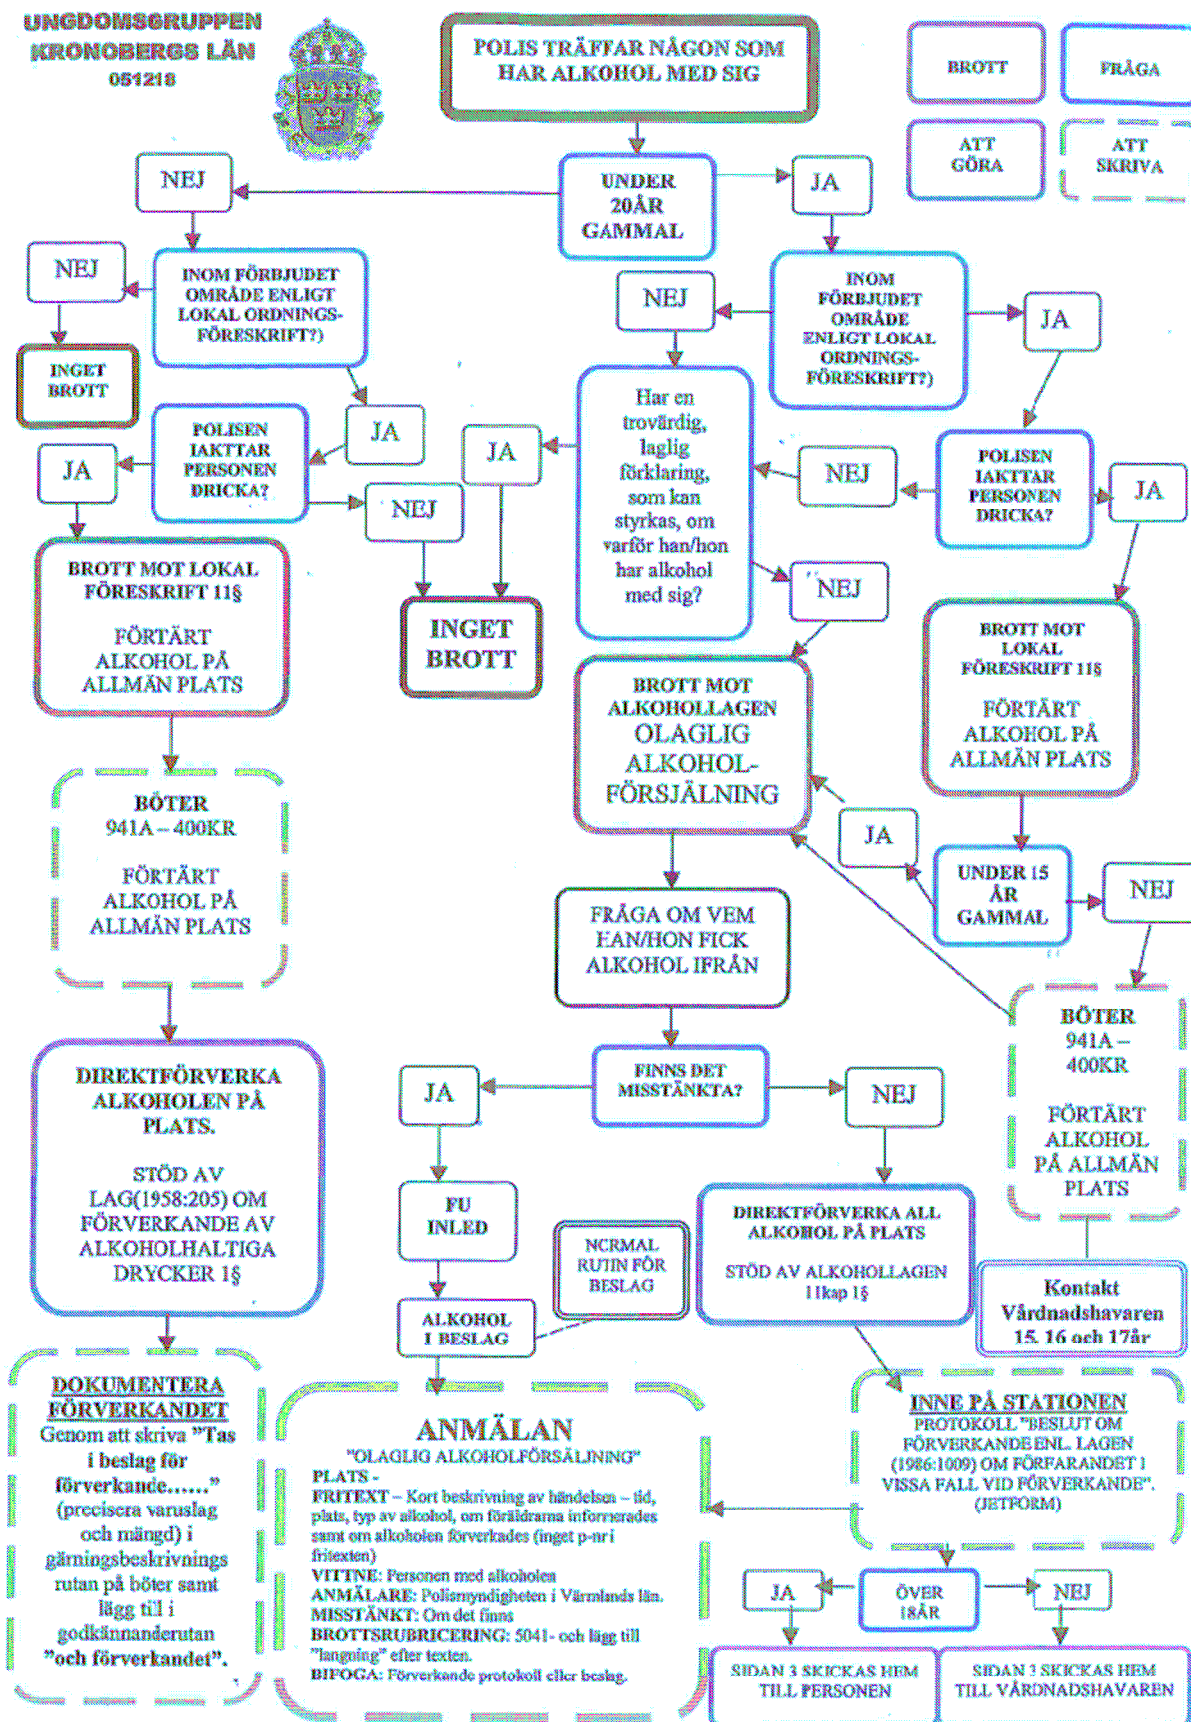 UNGDOMSGRUPPEN
KRONOBERGS LÄN
051216
POLIS TRÄFFAR NÅGON SOM
HAR ALKOHOL MED SIG
BROTT
FRÅGA
ATT
GÖRA
ATT
SKRIVA
NEJ
UNDER
20ÅR
GAMMAL
JA
NEJ
INOM FÖRBJUDET
OMRÅDE ENLIGT
LOKAL ORDNINGS-
FÖRESKRIFT?)
NEJ
INOM
FÖRBJUDET
OMRÅDE
ENLIGT LOKAL
ORDNINGS-
FÖRESKRIFT?)
JA
INGET
BROTT
JA
POLISEN
IAKTTAR
PERSONEN
DRICKA?
JA
NEJ
JA
Har en
trovärdig,
laglig
förklaring,
som kan
styrkas, om
varför han/hon
har alkohol
med sig?
NEJ
POLISEN
IAKTTAR
PERSONEN
DRICKA?
JA
NEJ
BROTT MOT LOKAL
FÖRESKRIFT 11§
FÖRTÄRT
ALKOHOL PÅ
ALLMÄN PLATS
INGET
BROTT
BROTT MOT
ALKOHOLLAGEN
OLAGLIG
ALKOHOL-
FÖRSJÄLNING
BROTT MOT
LOKAL
FÖRESKRIFT 11§
FÖRTÄRT
ALKOHOL PÅ
ALLMÄN PLATS
BÖTER
941A – 400KR
FÖRTÄRT
ALKOHOL PÅ
ALLMÄN PLATS
JA
UNDER 15
ÅR
GAMMAL
NEJ
FRÅGA OM VEM
HAN/HON FICK
ALKOHOL IFRÅN
BÖTER
941A –
400KR
FÖRTÄRT
ALKOHOL
PÅ ALLMÄN
PLATS
DIREKTFÖRVERKA
ALKOHOLEN PÅ
PLATS.
STÖD AV
LAG(1958:205) OM
FÖRVERKANDE AV
ALKOHOLHALTIGA
DRYCKER 1§
JA
FINNS DET
MISSTÄNKTA?
NEJ
FU
INLED
NORMAL
RUTIN FÖR
BESLAG
DIREKTFÖRVERKA ALL
ALKOHOL PÅ PLATS
STÖD AV ALKOHOLLAGEN
11kap 1§
Kontakt
Vårdnadshavaren
15, 16 och 17år
ALKOHOL
I BESLAG
DOKUMENTERA
FÖRVERKANDET
Genom att skriva "Tas
i beslag för
förverkande......"
(precisera varuslag
och mängd) i
gärningsbeskrivnings
rutan på böter samt
lägg till i
godkännanderutan
"och förverkandet".
ANMÄLAN
"OLAGLIG ALKOHOLFÖRSÄLJNING"
PLATS -
FRITEXT – Kort beskrivning av händelsen – tid,
plats, typ av alkohol, om föräldrarna informerades
samt om alkoholen förverkades (inget p-nr i
fritexten)
VITTNE: Personen med alkoholen
ANMÄLARE: Polismyndigheten i Värmlands län.
MISSTÄNKT: Om det finns
BROTTSRUBRICERING: 5041- och lägg till
"langning" efter texten.
BIFOGA: Förverkande protokoll eller beslag.
INNE PÅ STATIONEN
PROTOKOLL "BESLUT OM
FÖRVERKANDE ENL. LAGEN
(1986:1009) OM FÖRFARANDET I
VISSA FALL VID FÖRVERKANDE".
(JETFORM)
JA
ÖVER
18ÅR
NEJ
SIDAN 3 SKICKAS HEM
TILL PERSONEN
SIDAN 3 SKICKAS HEM
TILL VÅRDNADSHAVAREN